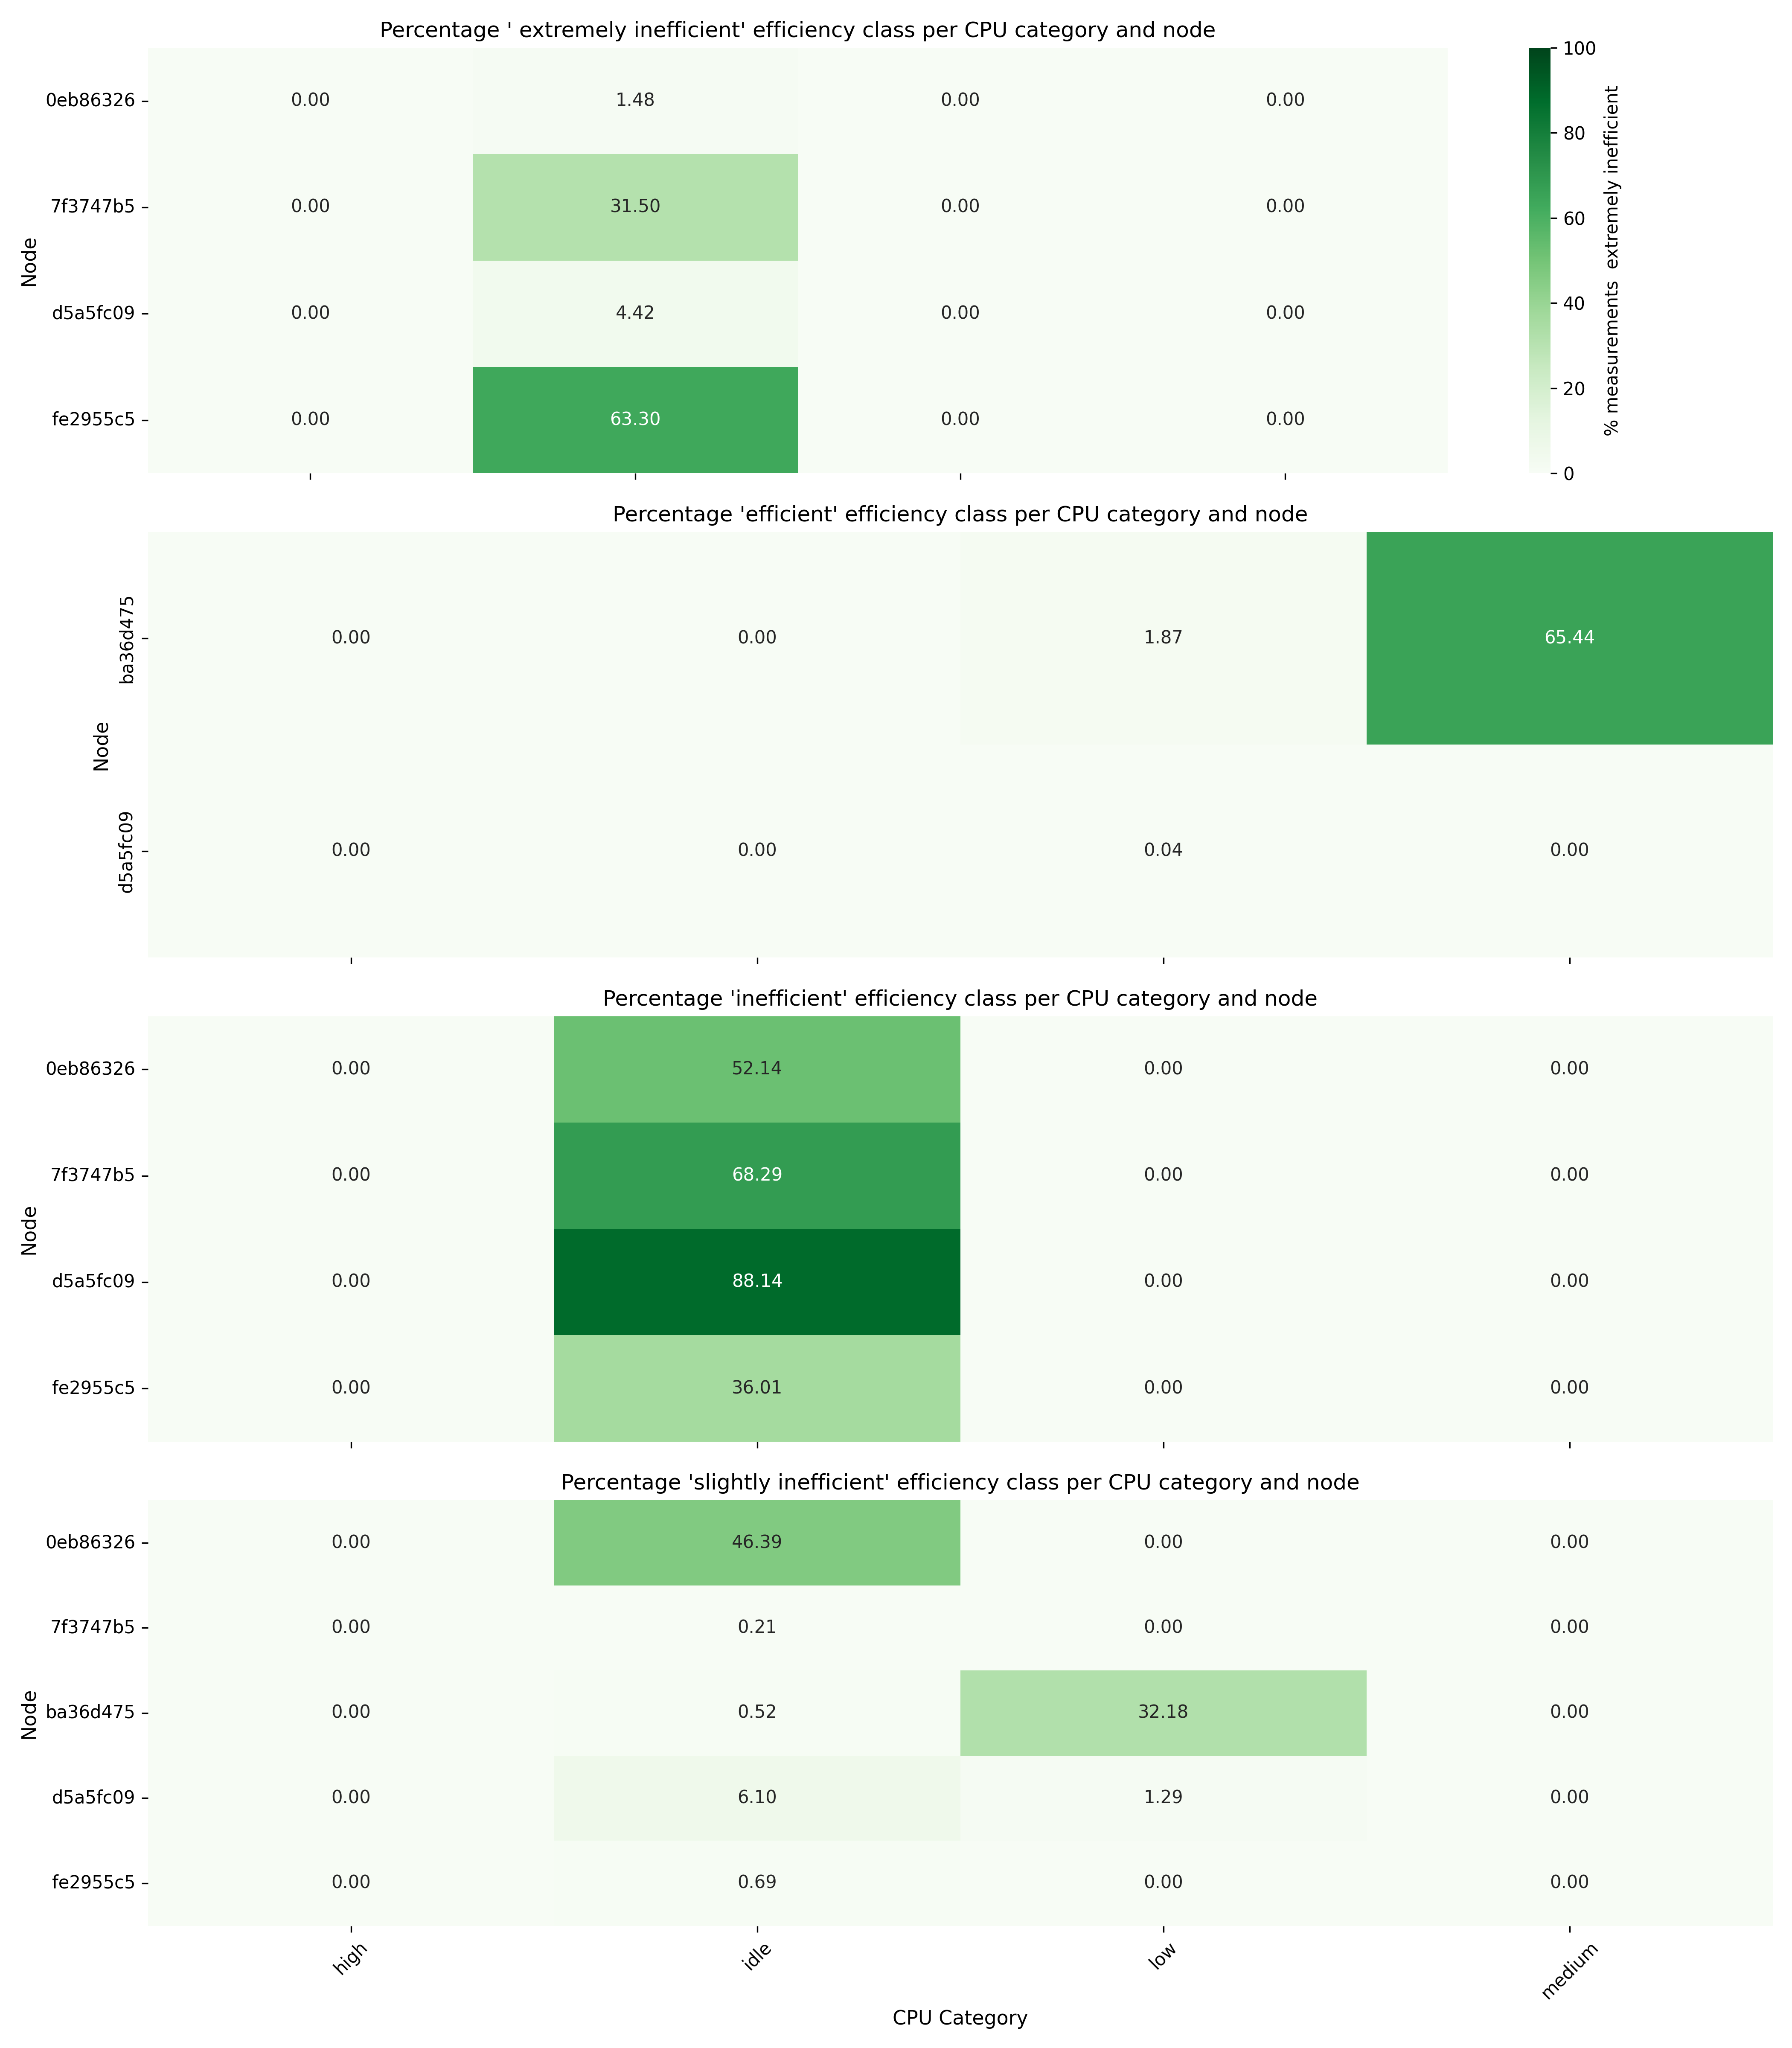 Percentage ' extremely inefficient' efficiency class per CPU category and node
Node
0eb86326 0.00 1.48 0.00 0.00
7f3747b5 0.00 31.50 0.00 0.00
d5a5fc09 0.00 4.42 0.00 0.00
fe2955c5 0.00 63.30 0.00 0.00
100
80
60
40
20
0
% measurements  extremely inefficient
Percentage 'efficient' efficiency class per CPU category and node
Node
ba36d475 0.00 0.00 1.87 65.44
d5a5fc09 0.00 0.00 0.04 0.00
Percentage 'inefficient' efficiency class per CPU category and node
Node
0eb86326 0.00 52.14 0.00 0.00
7f3747b5 0.00 68.29 0.00 0.00
d5a5fc09 0.00 88.14 0.00 0.00
fe2955c5 0.00 36.01 0.00 0.00
Percentage 'slightly inefficient' efficiency class per CPU category and node
Node
0eb86326 0.00 46.39 0.00 0.00
7f3747b5 0.00 0.21 0.00 0.00
ba36d475 0.00 0.52 32.18 0.00
d5a5fc09 0.00 6.10 1.29 0.00
fe2955c5 0.00 0.69 0.00 0.00
high idle low medium
CPU Category